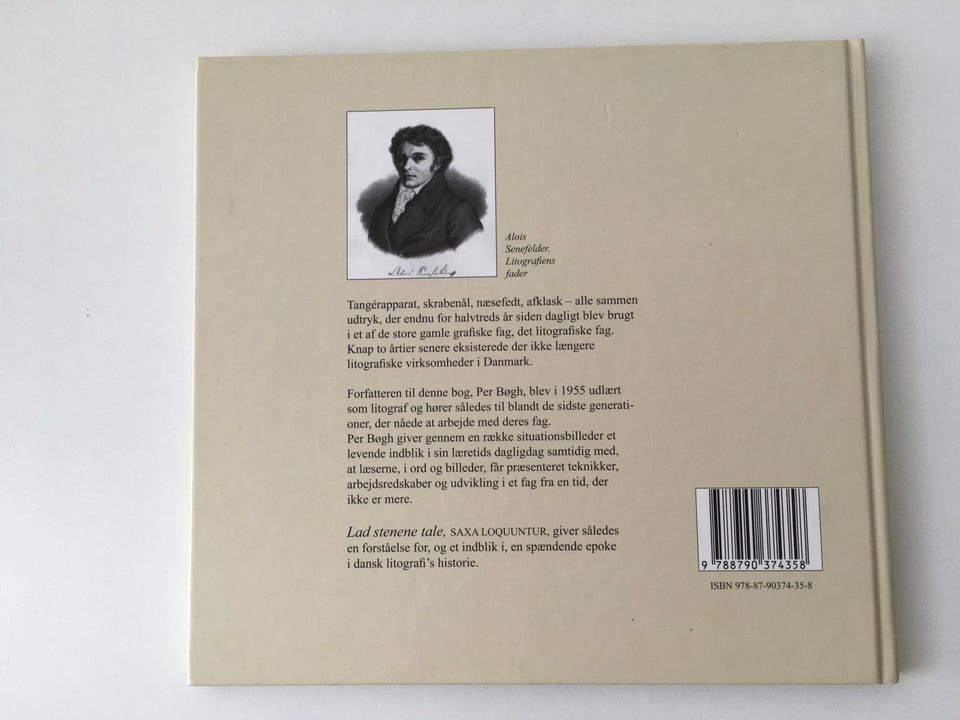 Alois
Senefelder.
Litografiens
fader
Tangérapparat, skrabenål, næsefedt, afklask – alle sammen
udtryk, der endnu for halvtreds år siden dagligt blev brugt
i et af de store gamle grafiske fag, det litografiske fag.
Knap to årtier senere eksisterede der ikke længere
litografiske virksomheder i Danmark.
Forfatteren til denne bog, Per Bøgh, blev i 1955 udlært
som litograf og hører således til blandt de sidste generati-
oner, der nåede at arbejde med deres fag.
Per Bøgh giver gennem en række situationsbilleder et
levende indblik i sin læretids dagligdag samtidig med,
at læserne, i ord og billeder, får præsenteret teknikker,
arbejdsredskaber og udvikling i et fag fra en tid, der
ikke er mere.
Lad stenene tale, SAXA LOQUUNTUR, giver således
en forståelse for, og et indblik i, en spændende epoke
i dansk litografi's historie.
9 788790 374358
ISBN 978-87-90374-35-8